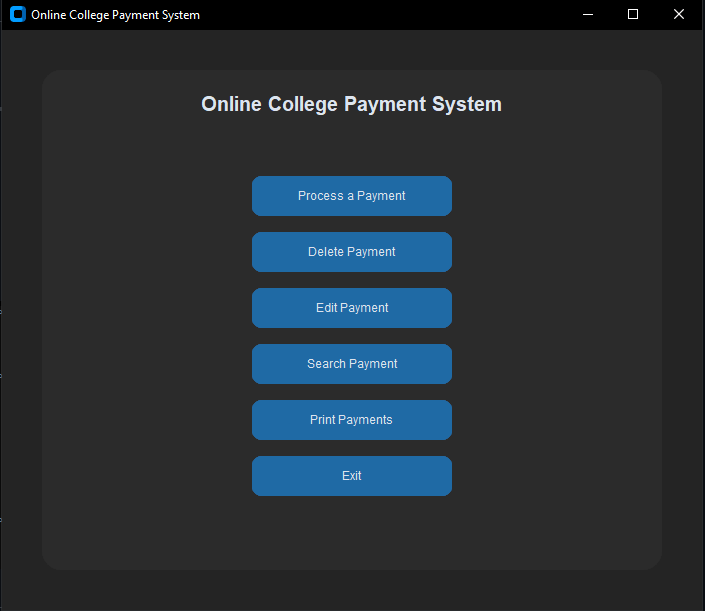 Online College Payment System
Online College Payment System
Process a Payment
Delete Payment
Edit Payment
Search Payment
Print Payments
Exit